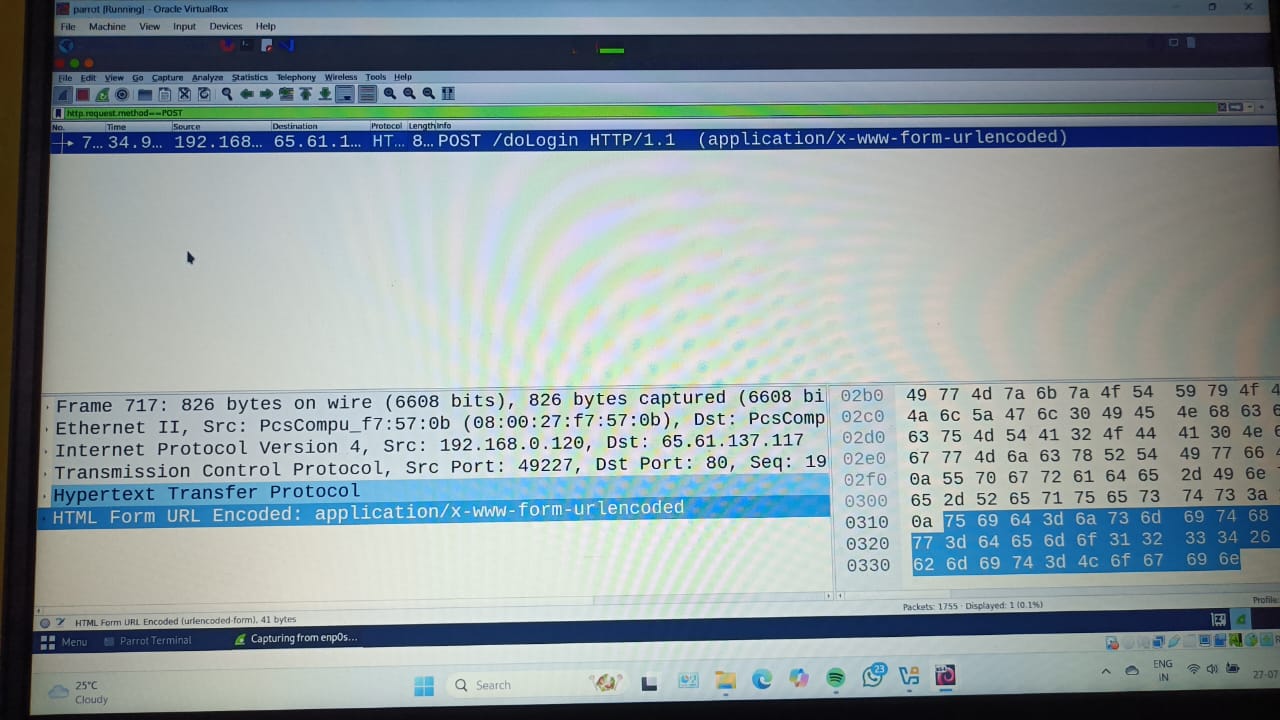 parrot [Running] - Oracle VirtualBox
File Machine View Input Devices Help
File Edit View Go Capture Analyze Statistics Telephony Wireless Tools Help
http.request.method==POST
No. Time Source Destination Protocol Length Info
7… 34.9… 192.168… 65.61.1… HT… 8… POST /doLogin HTTP/1.1 (application/x-www-form-urlencoded)
Frame 717: 826 bytes on wire (6608 bits), 826 bytes captured (6608 bi
Ethernet II, Src: PcsCompu_f7:57:0b (08:00:27:f7:57:0b), Dst: PcsComp
Internet Protocol Version 4, Src: 192.168.0.120, Dst: 65.61.137.117
Transmission Control Protocol, Src Port: 49227, Dst Port: 80, Seq: 19
Hypertext Transfer Protocol
HTML Form URL Encoded: application/x-www-form-urlencoded
02b0 49 77 4d 7a 6b 7a 4f 54 59 79 4f 4
02c0 4a 6c 5a 47 6c 30 49 45 4e 68 63 6
02d0 63 75 4d 54 41 32 4f 44 41 30 4e 6
02e0 67 77 4d 6a 63 78 52 54 49 77 66 4
02f0 0a 55 70 67 72 61 64 65 2d 49 6e
0300 65 2d 52 65 71 75 65 73 74 73 3a
0310 0a 75 69 64 3d 6a 73 6d 69 74 68
0320 77 3d 64 65 6d 6f 31 32 33 34 26
0330 62 6d 69 74 3d 4c 6f 67 69 6e
HTML Form URL Encoded (urlencoded-form), 41 bytes
Packets: 1755 · Displayed: 1 (0.1%)
Profile:
Menu Parrot Terminal Capturing from enp0s…
25°C
Cloudy
Search
23
ENG
IN
27-07